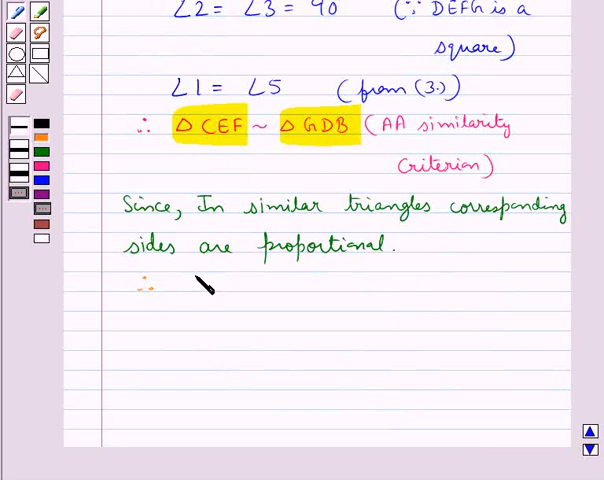 ∠2 = ∠3 = 90 (∵ DEFG is a
square)
∠1 = ∠5 (from (3.))
∴ △ CEF ~ △ GDB (AA similarity
criterian)
Since, In similar triangles corresponding
sides are proportional.
∴